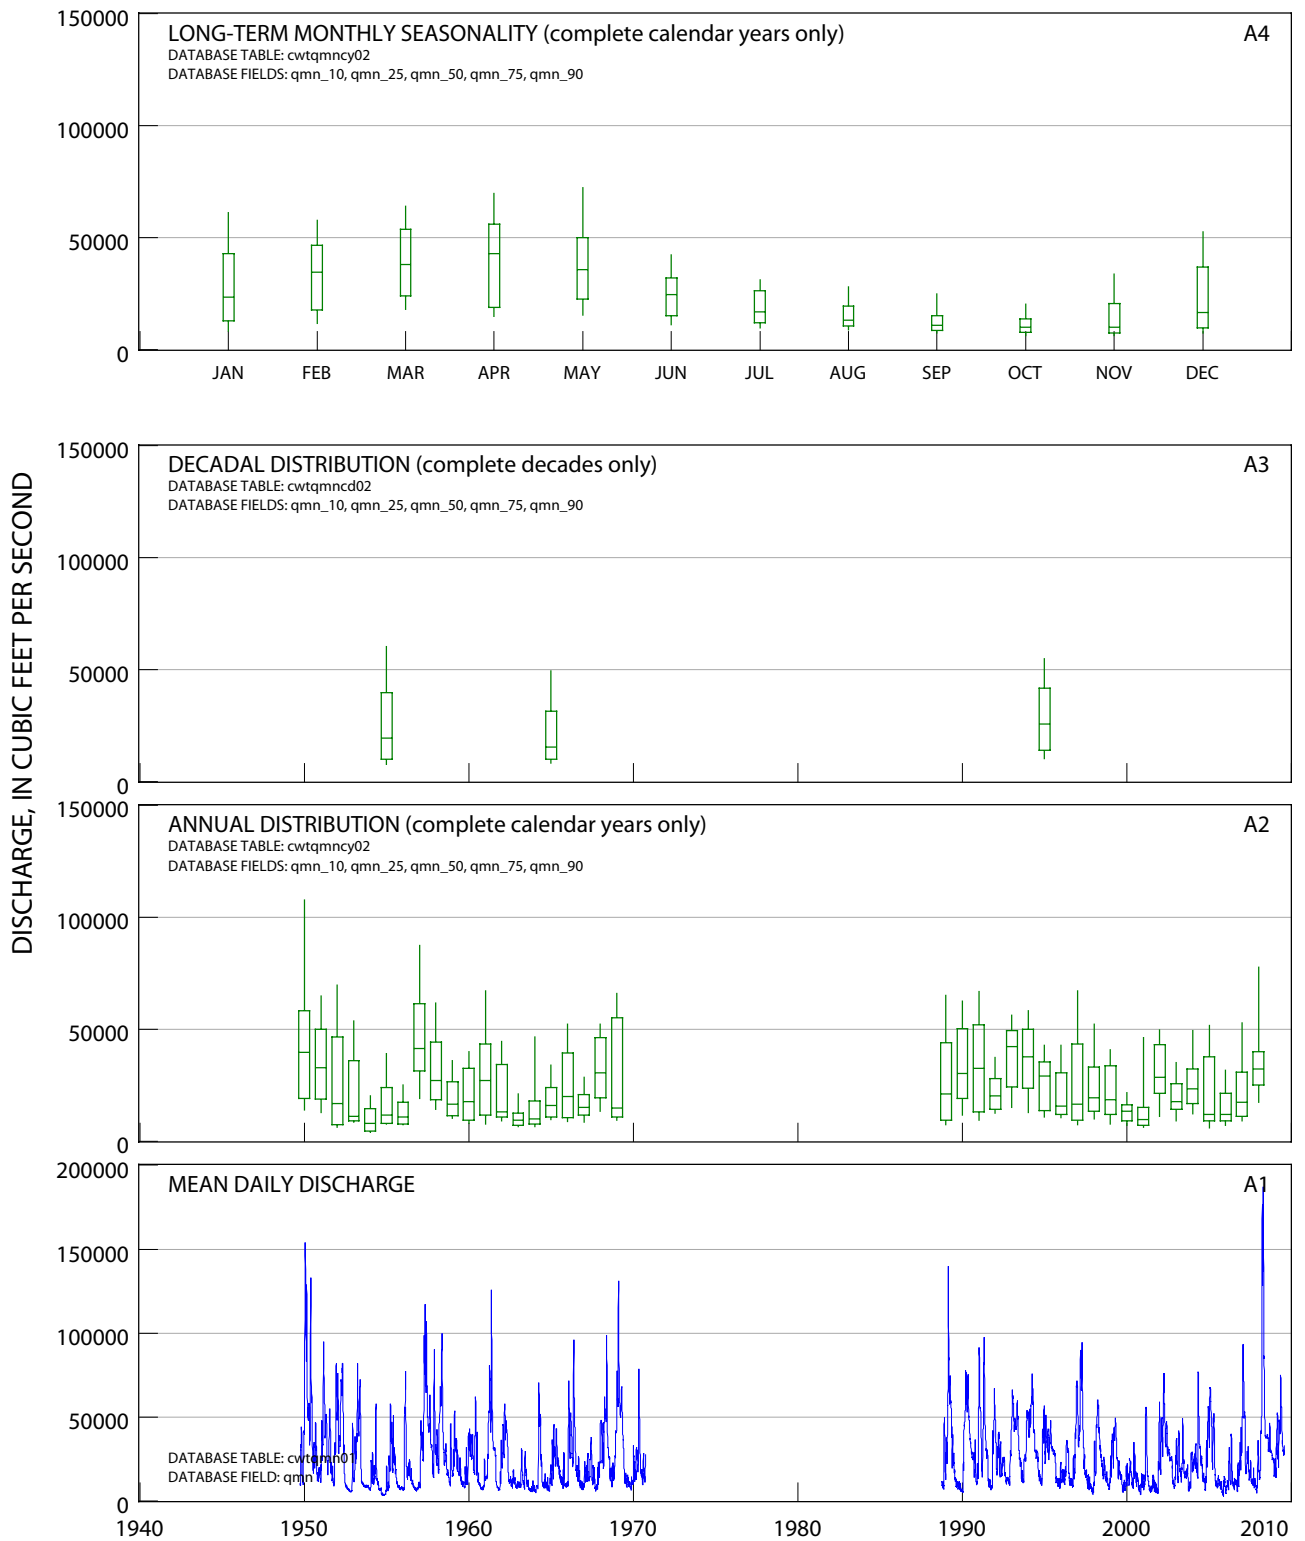 150000
LONG-TERM MONTHLY SEASONALITY (complete calendar years only) A4
DATABASE TABLE: cwtqmncy02
DATABASE FIELDS: qmn_10, qmn_25, qmn_50, qmn_75, qmn_90
100000
50000
0
JAN FEB MAR APR MAY JUN JUL AUG SEP OCT NOV DEC
DISCHARGE, IN CUBIC FEET PER SECOND
150000
DECADAL DISTRIBUTION (complete decades only) A3
DATABASE TABLE: cwtqmncd02
DATABASE FIELDS: qmn_10, qmn_25, qmn_50, qmn_75, qmn_90
100000
50000
0
150000
ANNUAL DISTRIBUTION (complete calendar years only) A2
DATABASE TABLE: cwtqmncy02
DATABASE FIELDS: qmn_10, qmn_25, qmn_50, qmn_75, qmn_90
100000
50000
0
200000
MEAN DAILY DISCHARGE A1
150000
100000
50000
DATABASE TABLE: cwtqmn01
DATABASE FIELD: qmn
0
1940 1950 1960 1970 1980 1990 2000 2010